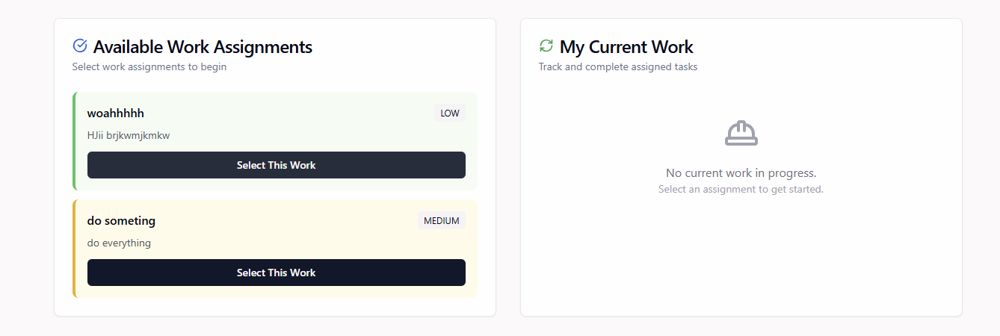 Available Work Assignments
Select work assignments to begin
woahhhhh
LOW
HJii brjkwmjkmkw
Select This Work
do someting
MEDIUM
do everything
Select This Work
My Current Work
Track and complete assigned tasks
No current work in progress.
Select an assignment to get started.